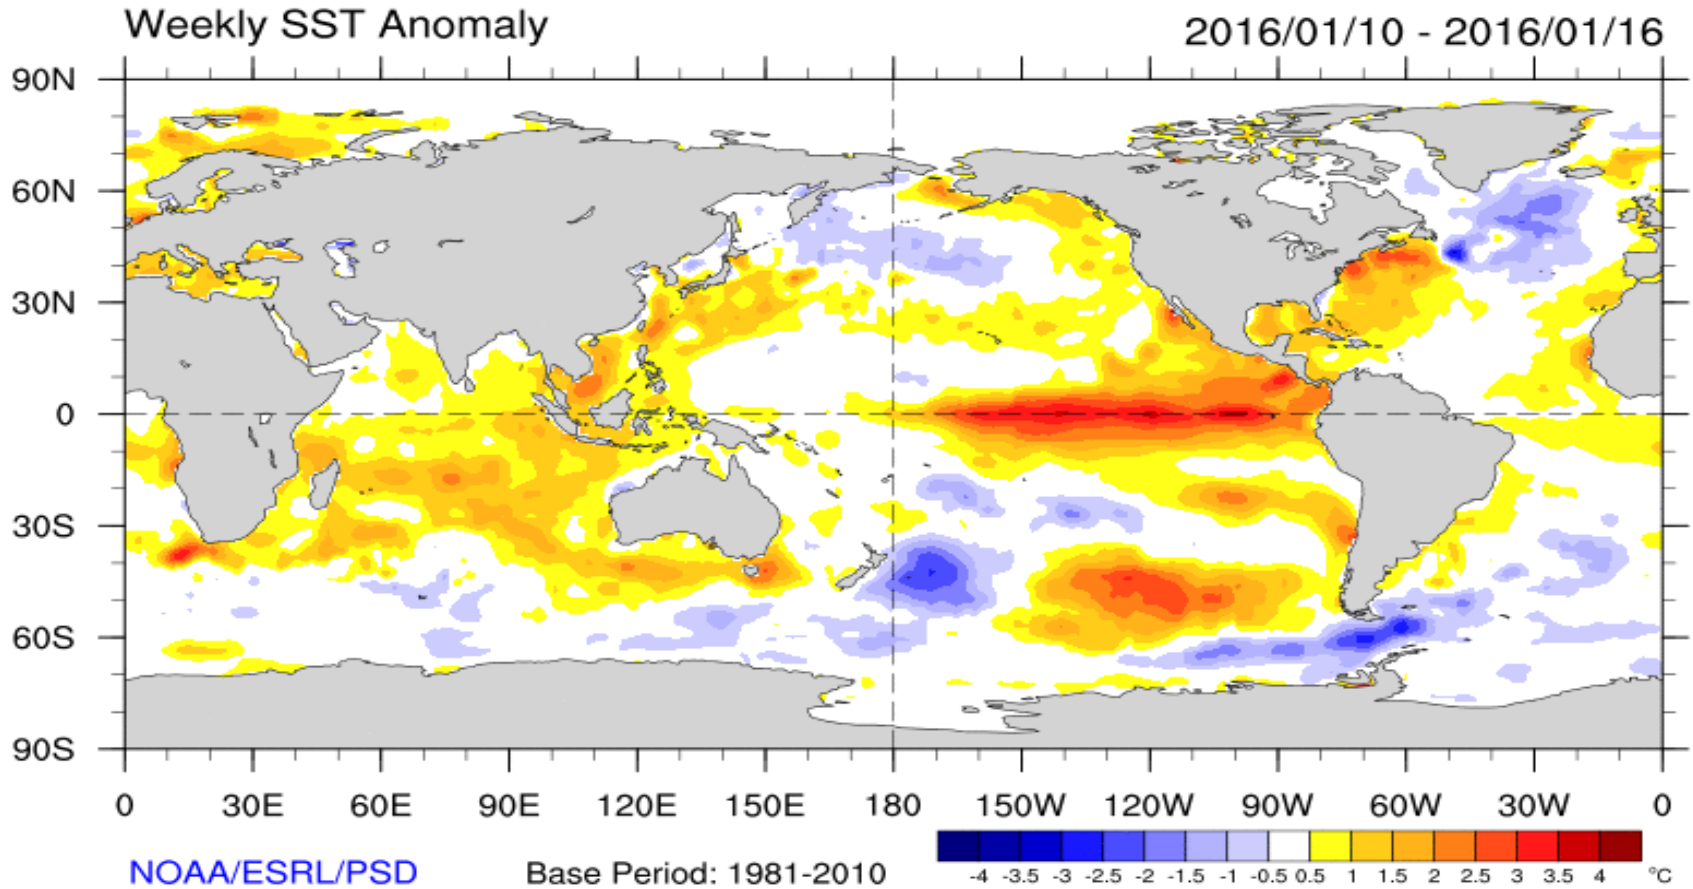 Weekly SST Anomaly
2016/01/10 - 2016/01/16
90N
60N
30N
0
30S
60S
90S
0 30E 60E 90E 120E 150E 180 150W 120W 90W 60W 30W 0
NOAA/ESRL/PSD
Base Period: 1981-2010
-4 -3.5 -3 -2.5 -2 -1.5 -1 -0.5 0.5 1 1.5 2 2.5 3 3.5 4 °C